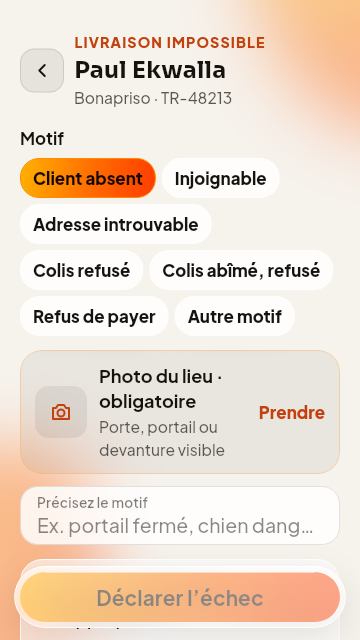 LIVRAISON IMPOSSIBLE
Paul Ekwalla
Bonapriso · TR-48213
Motif
Client absent
Injoignable
Adresse introuvable
Colis refusé
Colis abîmé, refusé
Refus de payer
Autre motif
Photo du lieu ·
obligatoire
Porte, portail ou
devanture visible
Prendre
Précisez le motif
Ex. portail fermé, chien dang…
Déclarer l’échec